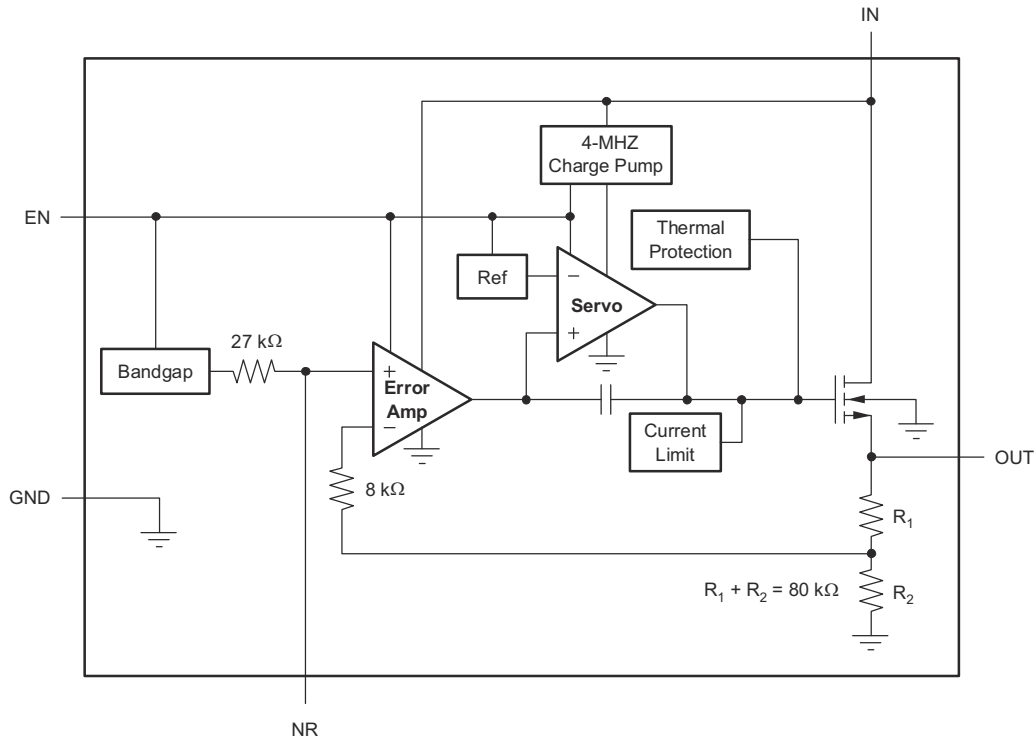 IN
4-MHZ
Charge Pump
EN
Thermal
Protection
Ref
−
Servo
+
27 kΩ
Bandgap
+
Error
Amp
−
Current
Limit
OUT
8 kΩ
GND
R1
R1 + R2 = 80 kΩ
R2
NR